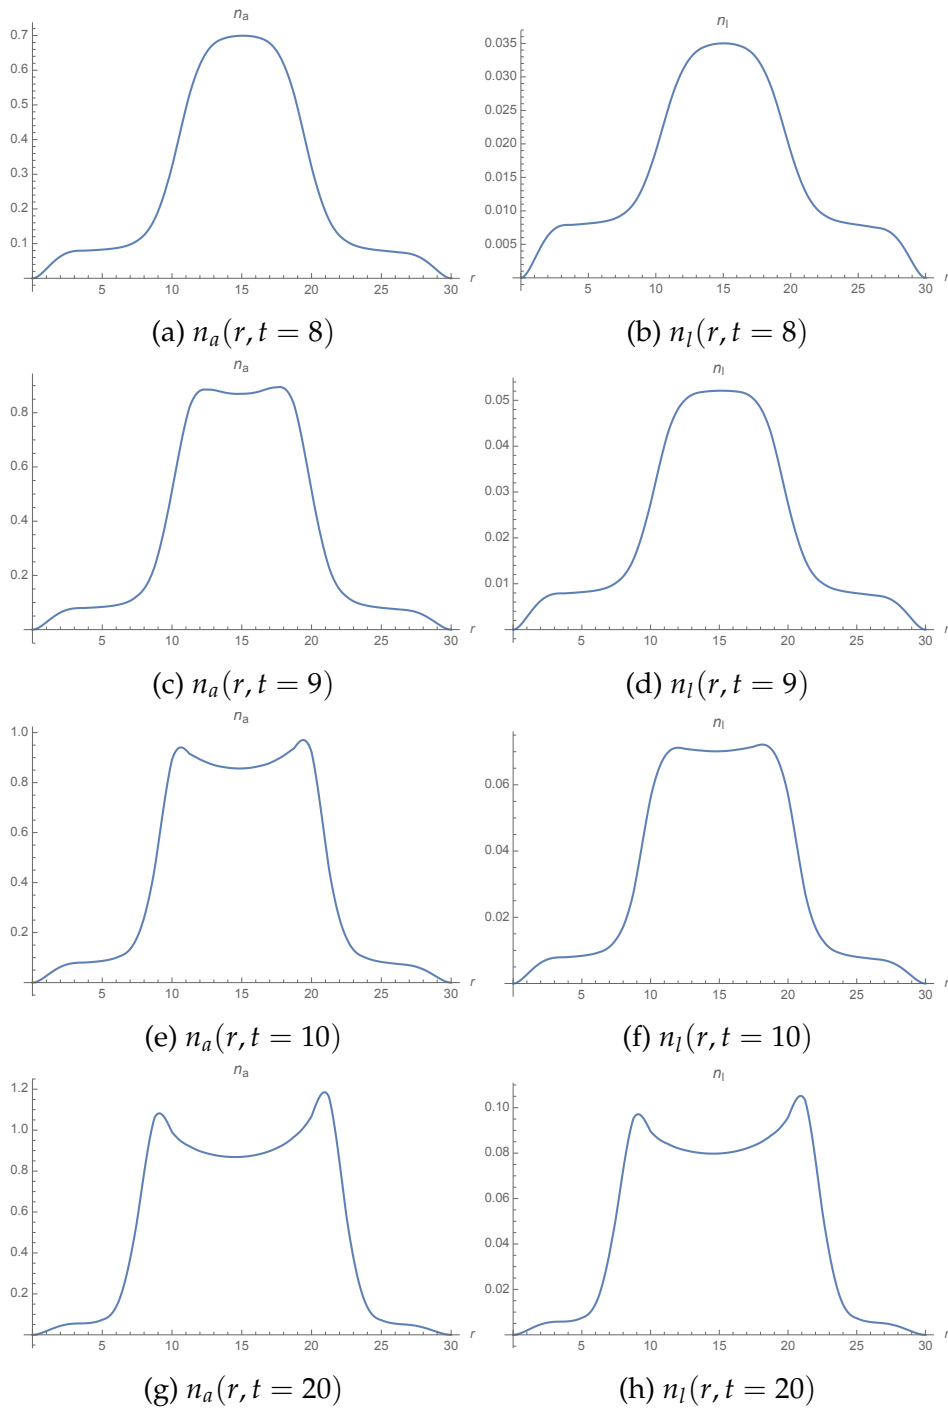 n_a
0.7
0.6
0.5
0.4
0.3
0.2
0.1
5 10 15 20 25 30 r
(a) n_a(r, t = 8)
n_l
0.035
0.030
0.025
0.020
0.015
0.010
0.005
5 10 15 20 25 30 r
(b) n_l(r, t = 8)
n_a
0.8
0.6
0.4
0.2
5 10 15 20 25 30 r
(c) n_a(r, t = 9)
n_l
0.05
0.04
0.03
0.02
0.01
5 10 15 20 25 30 r
(d) n_l(r, t = 9)
n_a
1.0
0.8
0.6
0.4
0.2
5 10 15 20 25 30 r
(e) n_a(r, t = 10)
n_l
0.06
0.04
0.02
5 10 15 20 25 30 r
(f) n_l(r, t = 10)
n_a
1.2
1.0
0.8
0.6
0.4
0.2
5 10 15 20 25 30 r
(g) n_a(r, t = 20)
n_l
0.10
0.08
0.06
0.04
0.02
5 10 15 20 25 30 r
(h) n_l(r, t = 20)